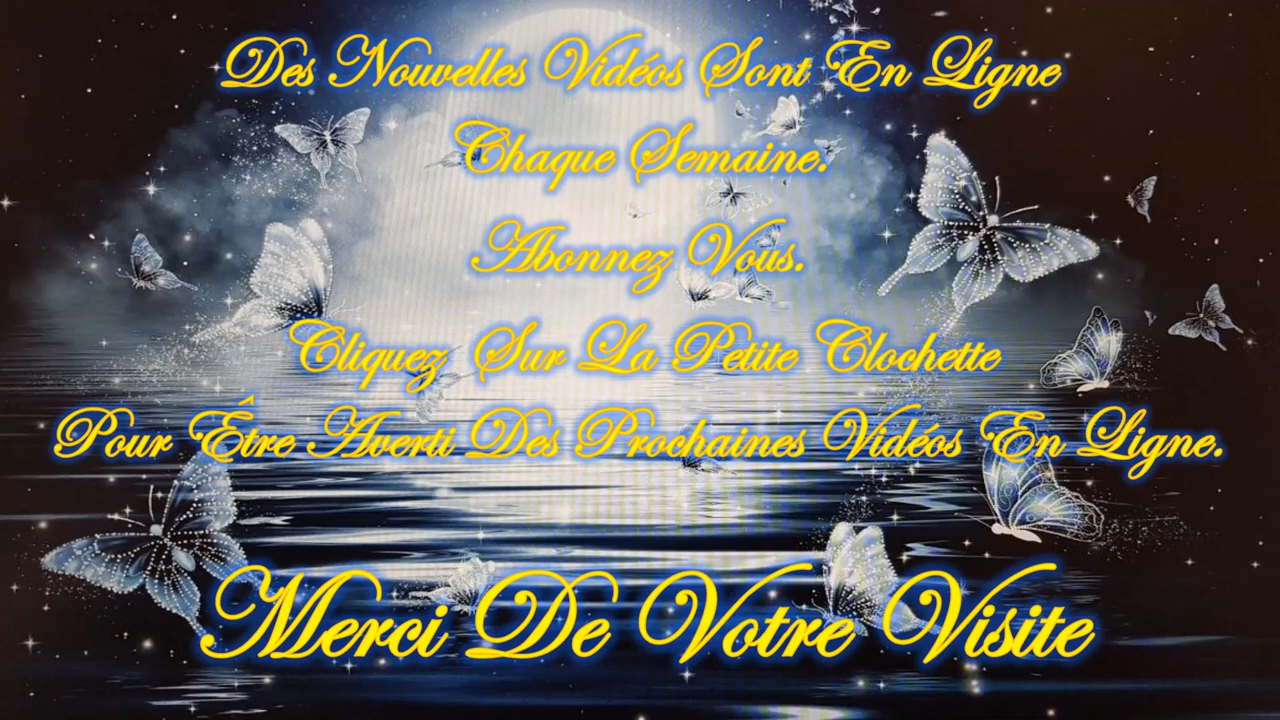 Des Nouvelles Vidéos Sont En Ligne
Chaque Semaine.
Abonnez Vous.
Cliquez Sur La Petite Clochette
Pour Être Averti Des Prochaines Vidéos En Ligne.
Merci De Votre Visite